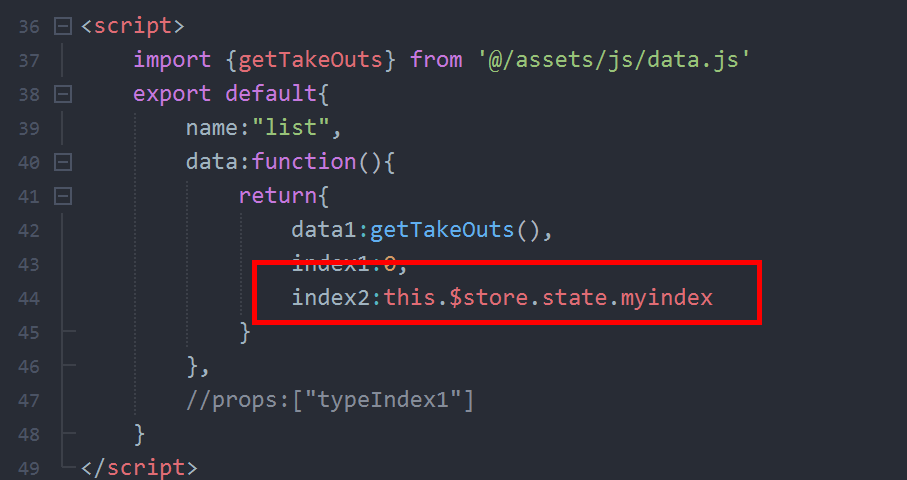 36 <script>
37 import {getTakeOuts} from '@/assets/js/data.js'
38 export default{
39 name:"list",
40 data:function(){
41 return{
42 data1:getTakeOuts(),
43 index1:0,
44 index2:this.$store.state.myindex
45 }
46 },
47 //props:["typeIndex1"]
48 }
49 </script>